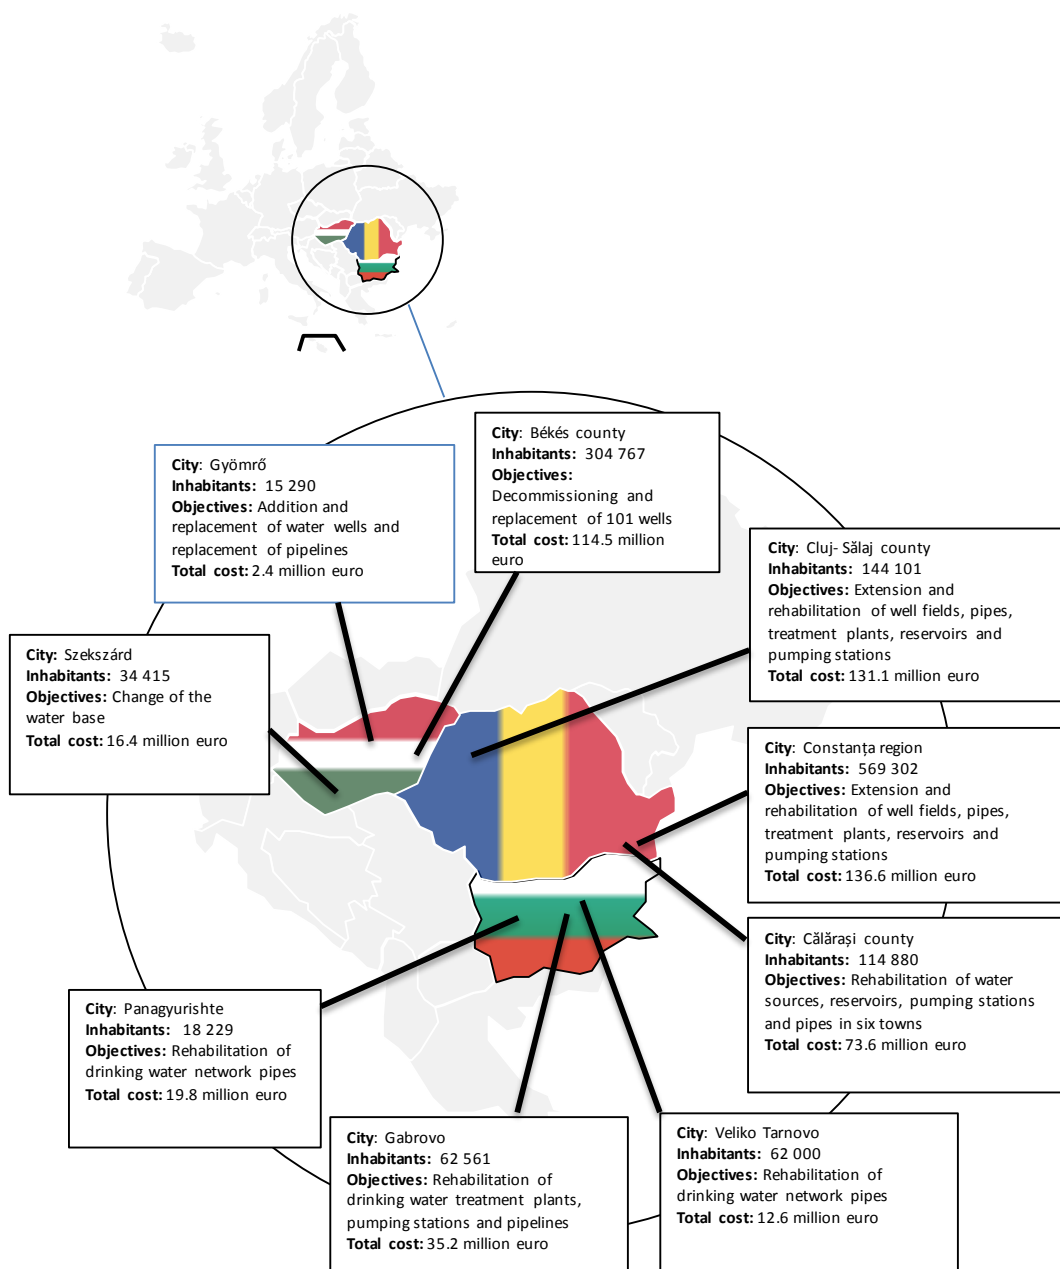 City: Gyömrő
Inhabitants: 15 290
Objectives: Addition and
replacement of water wells and
replacement of pipelines
Total cost: 2.4 million euro
City: Békés county
Inhabitants: 304 767
Objectives:
Decommissioning and
replacement of 101 wells
Total cost: 114.5 million
euro
City: Cluj- Sălaj county
Inhabitants: 144 101
Objectives: Extension and
rehabilitation of well fields, pipes,
treatment plants, reservoirs and
pumping stations
Total cost: 131.1 million euro
City: Szekszárd
Inhabitants: 34 415
Objectives: Change of the
water base
Total cost: 16.4 million euro
City: Constanța region
Inhabitants: 569 302
Objectives: Extension and
rehabilitation of well fields, pipes,
treatment plants, reservoirs and
pumping stations
Total cost: 136.6 million euro
City: Călărași county
Inhabitants: 114 880
Objectives: Rehabilitation of water
sources, reservoirs, pumping stations
and pipes in six towns
Total cost: 73.6 million euro
City: Panagyurishte
Inhabitants: 18 229
Objectives: Rehabilitation of
drinking water network pipes
Total cost: 19.8 million euro
City: Gabrovo
Inhabitants: 62 561
Objectives: Rehabilitation of
drinking water treatment plants,
pumping stations and pipelines
Total cost: 35.2 million euro
City: Veliko Tarnovo
Inhabitants: 62 000
Objectives: Rehabilitation of
drinking water network pipes
Total cost: 12.6 million euro